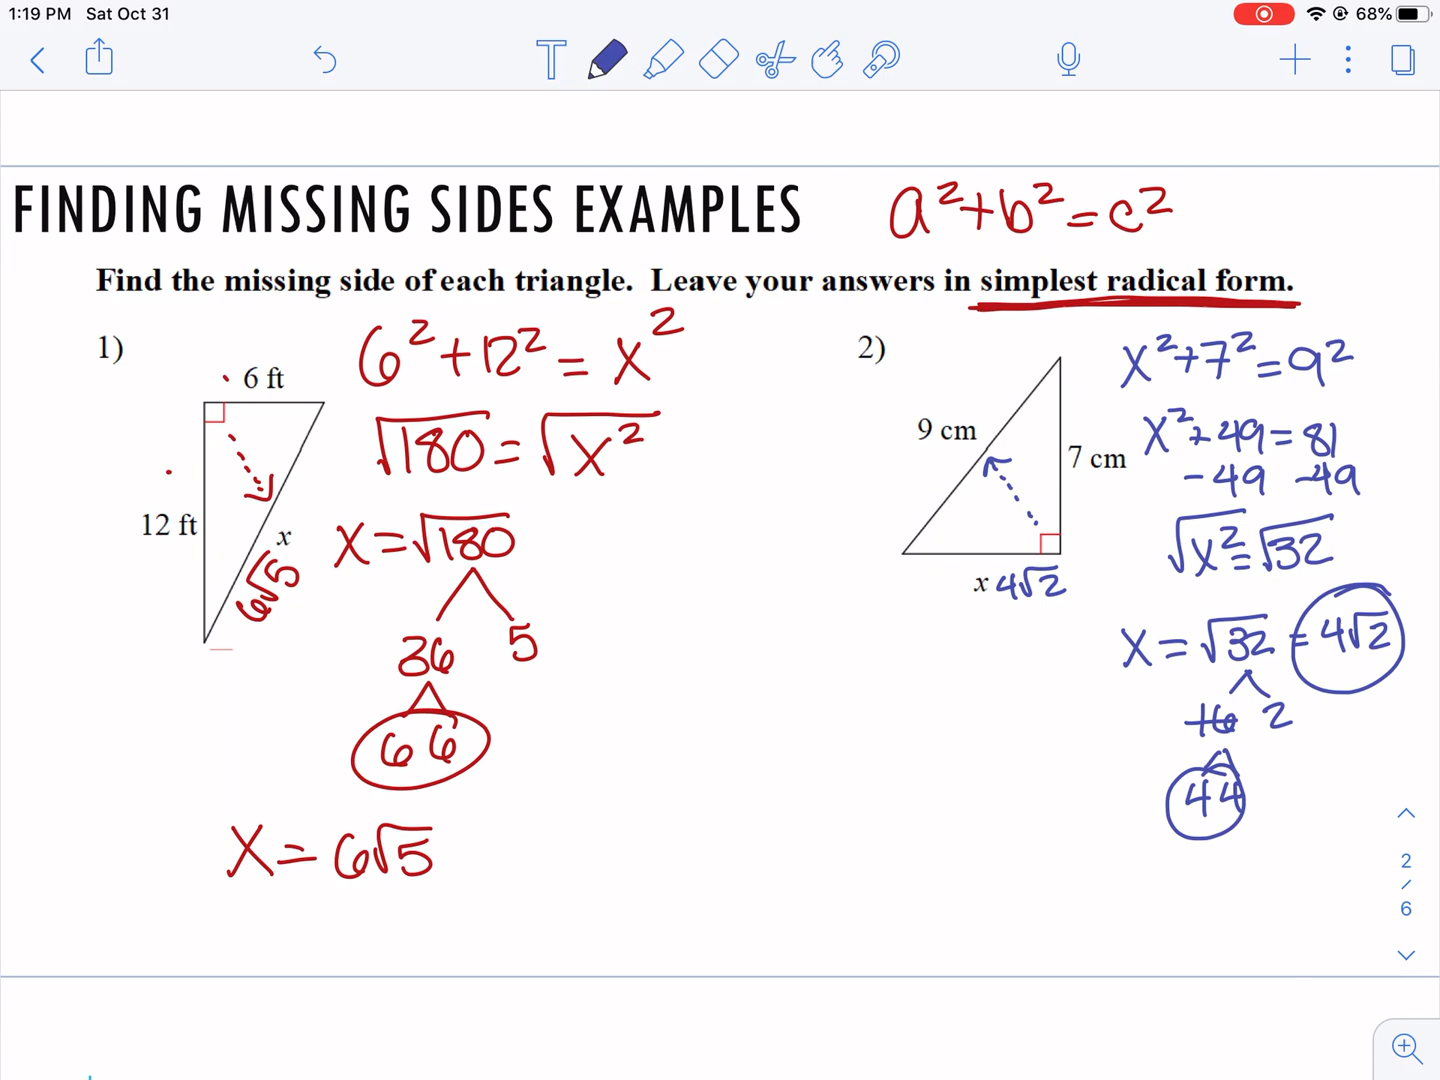 1:19 PM Sat Oct 31
68%
FINDING MISSING SIDES EXAMPLES
a²+b²=c²
Find the missing side of each triangle. Leave your answers in simplest radical form.
1)
6 ft
12 ft
x
6√5
6²+12²=x²
√180=√x²
x=√180
36 5
6 6
x=6√5
2)
9 cm
7 cm
x 4√2
x²+7²=9²
x²+49=81
-49 -49
√x²=√32
x=√32=4√2
16 2
4 4
2
/
6